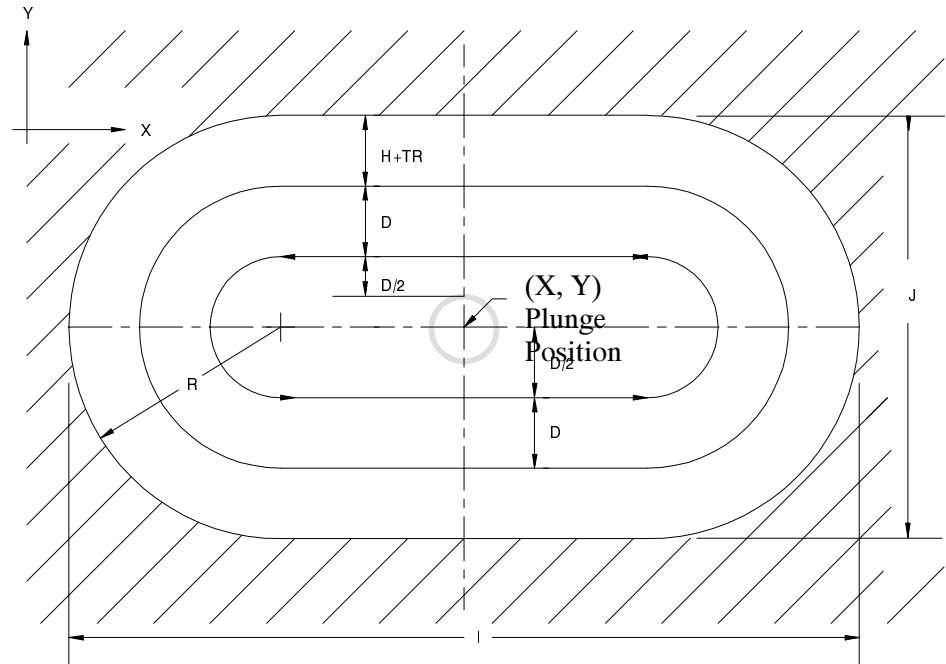 Y
X
H+TR
D
D/2
(X, Y)
Plunge
Position
J
D/2
R
D
I